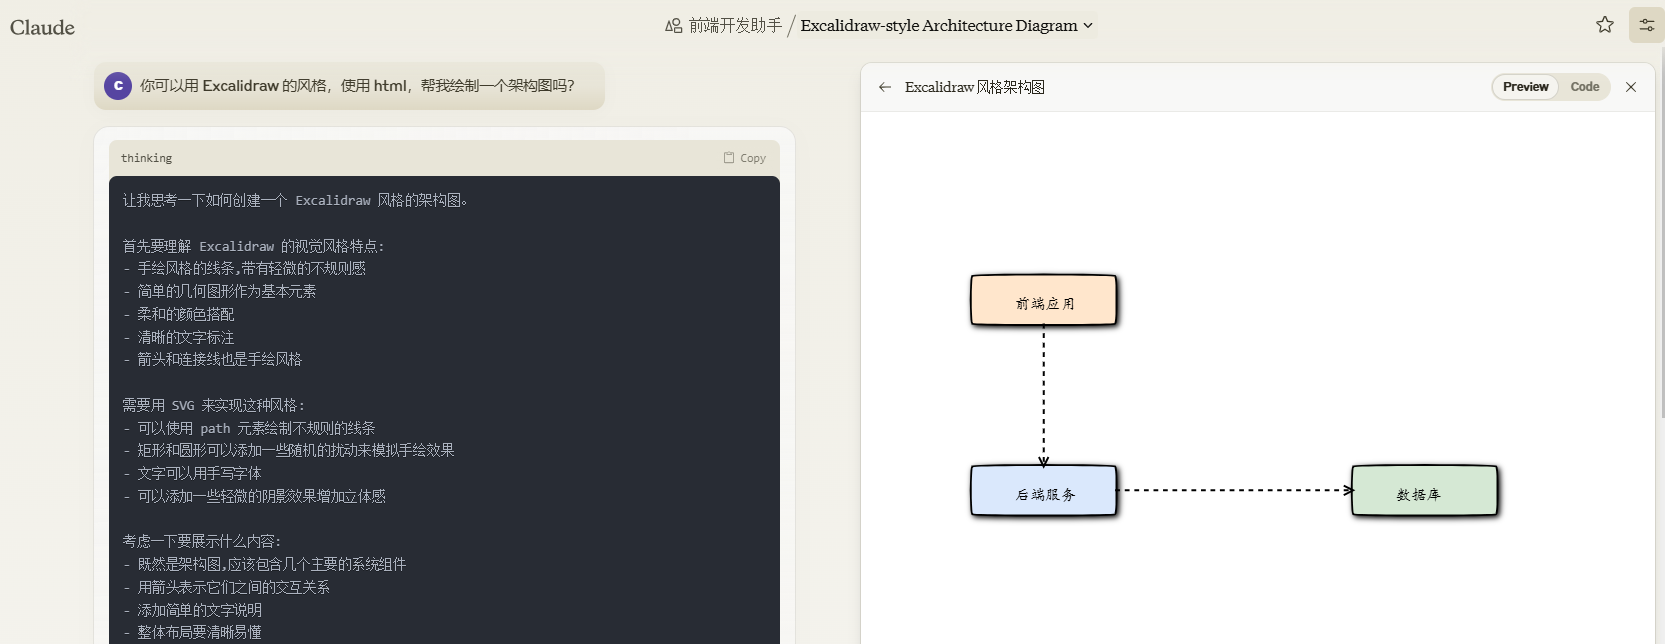 Claude
前端开发助手 / Excalidraw-style Architecture Diagram
C 你可以用 Excalidraw 的风格，使用 html，帮我绘制一个架构图吗？
thinking
Copy
让我思考一下如何创建一个 Excalidraw 风格的架构图。
首先要理解 Excalidraw 的视觉风格特点:
- 手绘风格的线条,带有轻微的不规则感
- 简单的几何图形作为基本元素
- 柔和的颜色搭配
- 清晰的文字标注
- 箭头和连接线也是手绘风格
需要用 SVG 来实现这种风格:
- 可以使用 path 元素绘制不规则的线条
- 矩形和圆形可以添加一些随机的扰动来模拟手绘效果
- 文字可以用手写字体
- 可以添加一些轻微的阴影效果增加立体感
考虑一下要展示什么内容:
- 既然是架构图,应该包含几个主要的系统组件
- 用箭头表示它们之间的交互关系
- 添加简单的文字说明
- 整体布局要清晰易懂
Excalidraw 风格架构图
Preview
Code
前端应用
后端服务
数据库